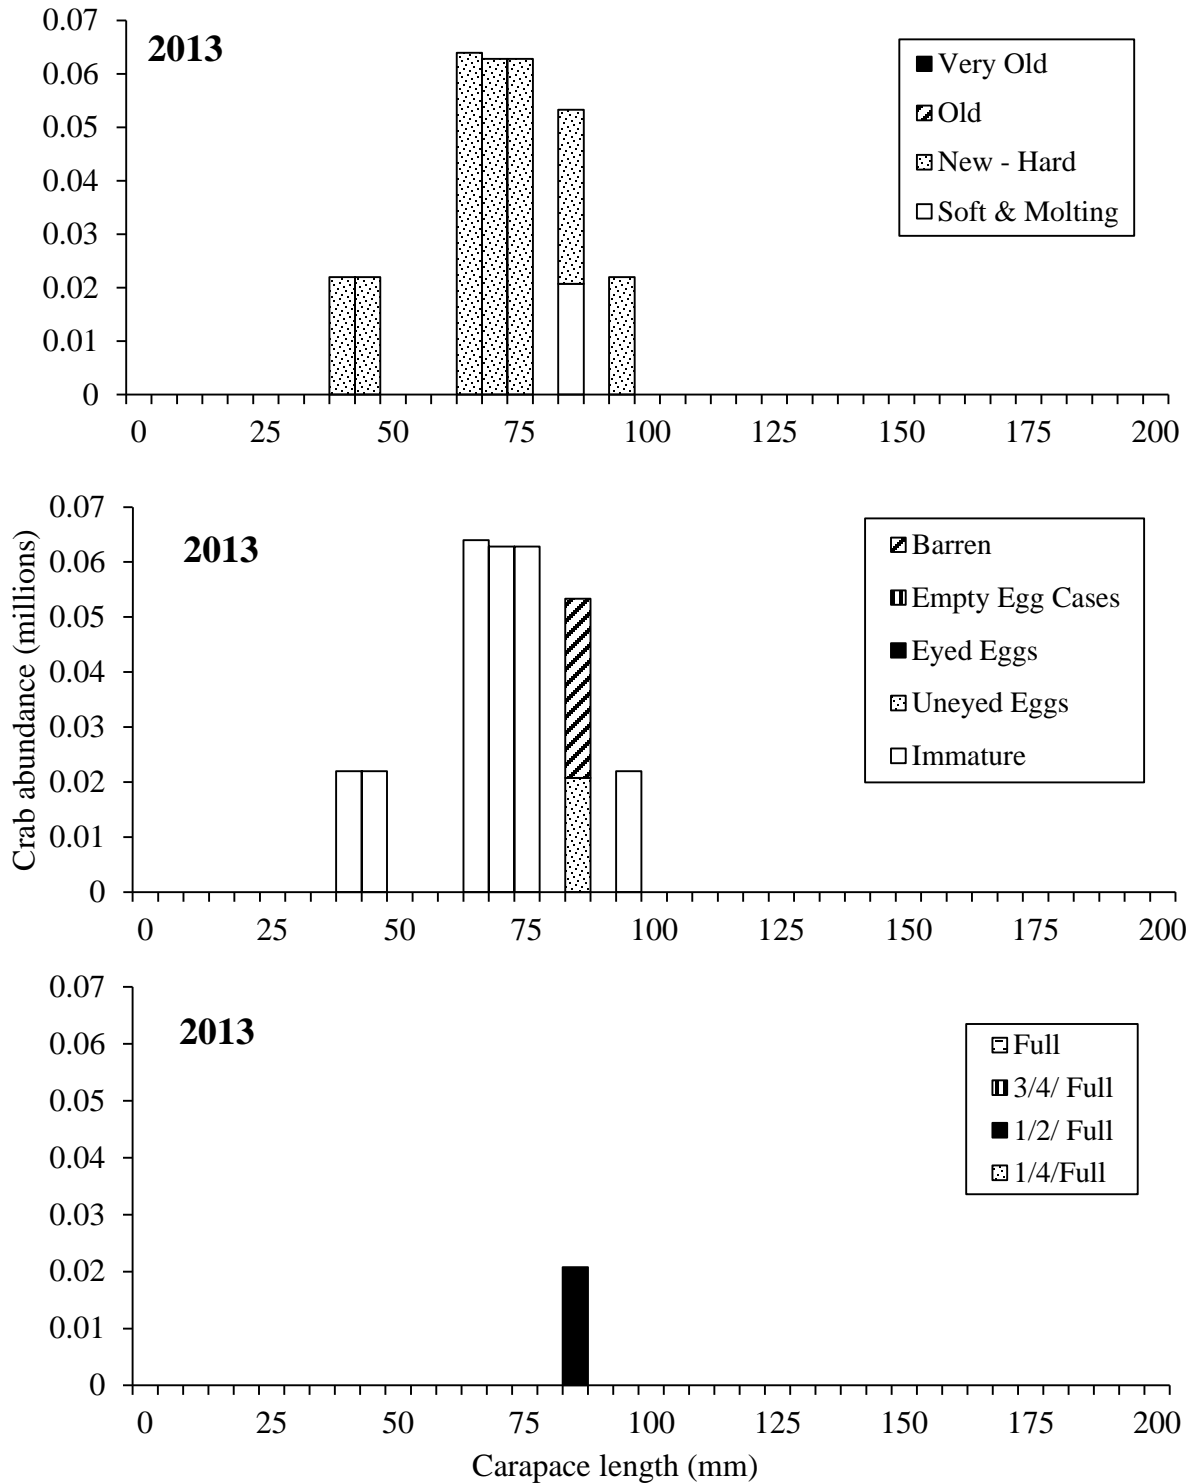 0.07
0.06
0.05
0.04
0.03
0.02
0.01
0
2013
Very Old
Old
New - Hard
Soft & Molting
0 25 50 75 100 125 150 175 200
Crab abundance (millions)
0.07
0.06
0.05
0.04
0.03
0.02
0.01
0
2013
Barren
Empty Egg Cases
Eyed Eggs
Uneyed Eggs
Immature
0 25 50 75 100 125 150 175 200
0.07
0.06
0.05
0.04
0.03
0.02
0.01
0
2013
Full
3/4/ Full
1/2/ Full
1/4/Full
0 25 50 75 100 125 150 175 200
Carapace length (mm)